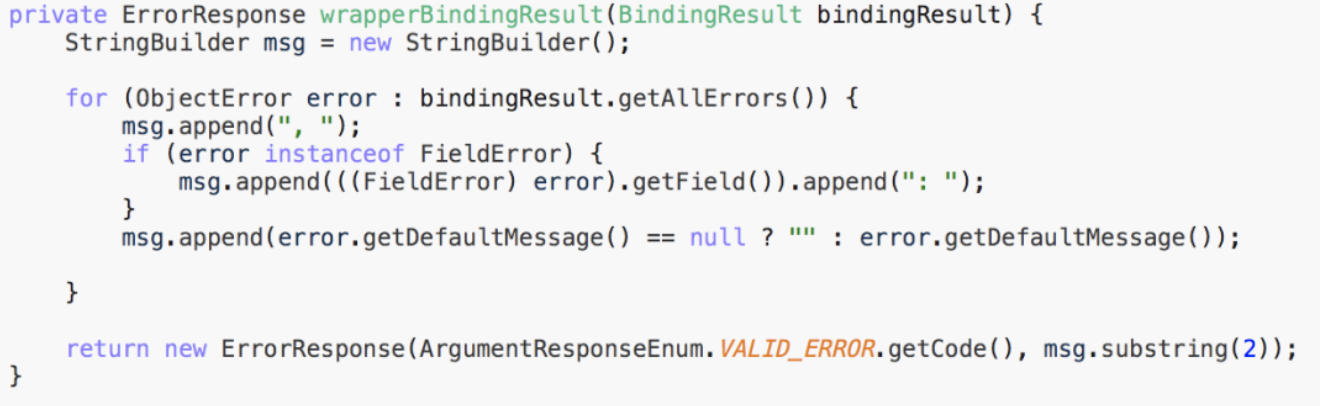 private ErrorResponse wrapperBindingResult(BindingResult bindingResult) {
    StringBuilder msg = new StringBuilder();

    for (ObjectError error : bindingResult.getAllErrors()) {
        msg.append(", ");
        if (error instanceof FieldError) {
            msg.append(((FieldError) error).getField()).append(": ");
        }
        msg.append(error.getDefaultMessage() == null ? "" : error.getDefaultMessage());

    }

    return new ErrorResponse(ArgumentResponseEnum.VALID_ERROR.getCode(), msg.substring(2));
}